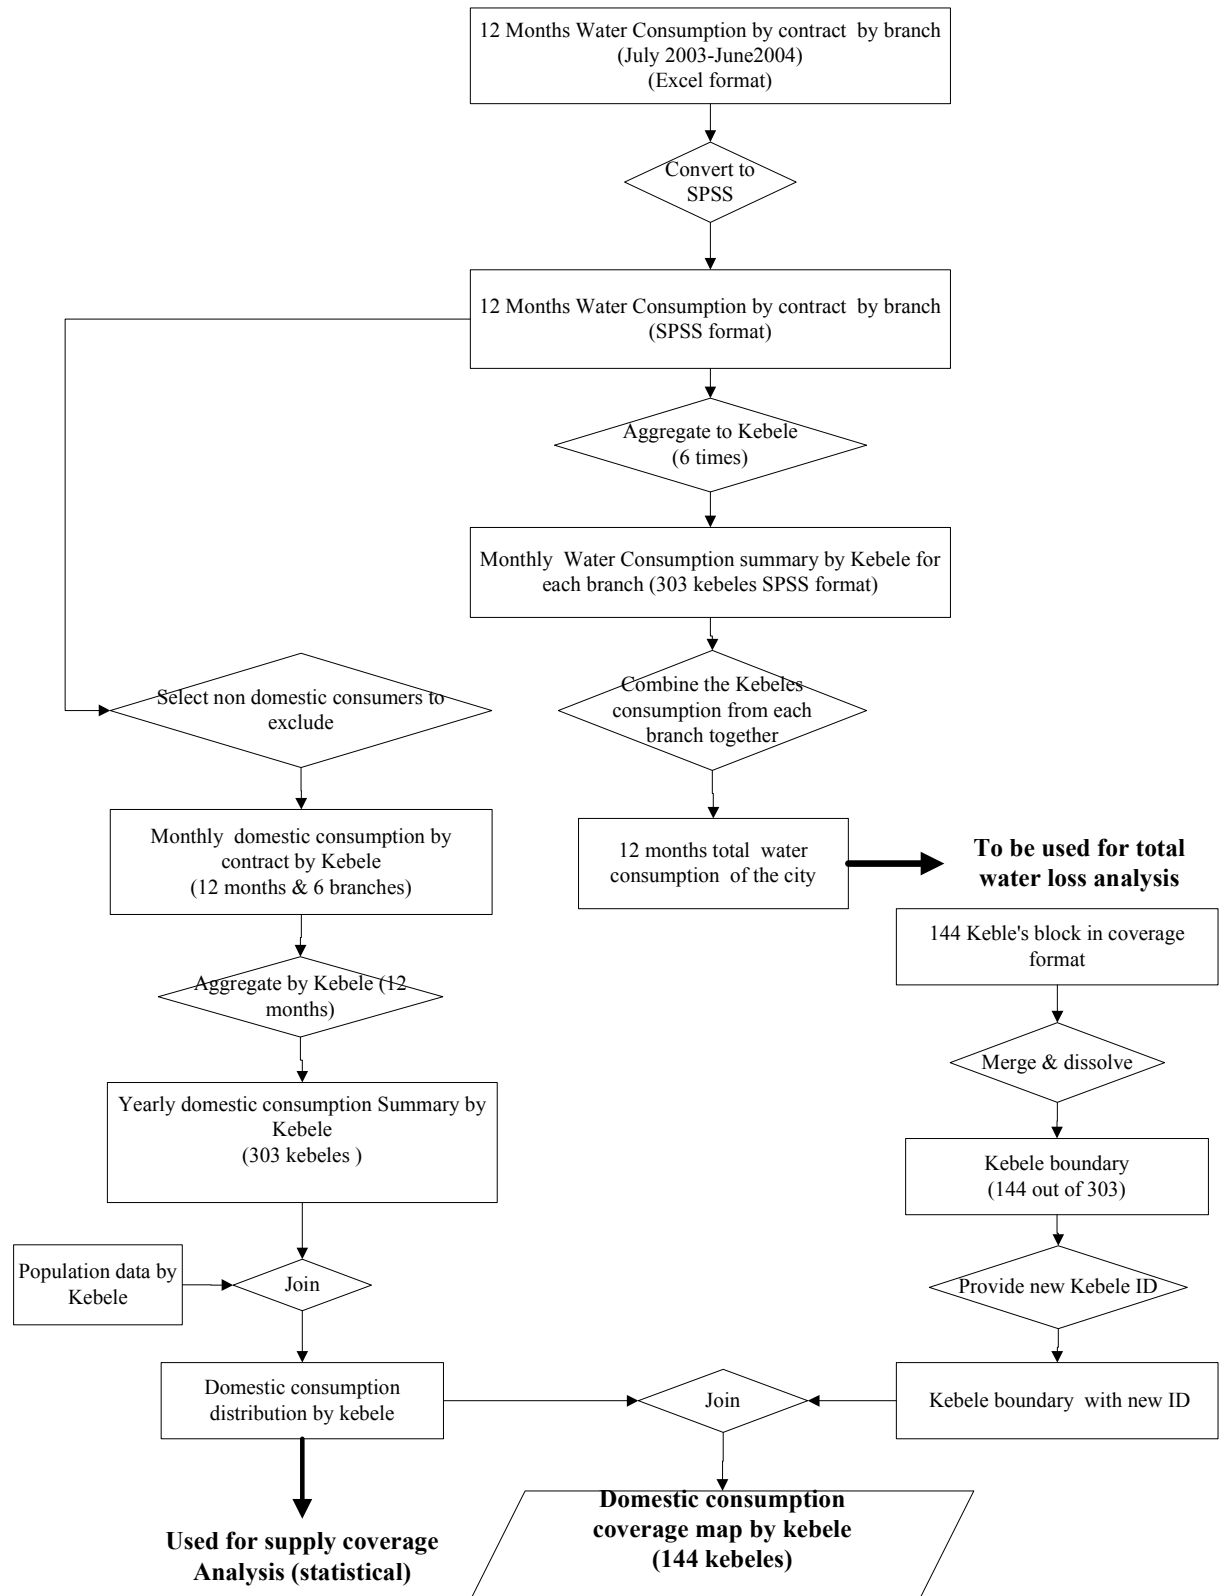 12 Months Water Consumption by contract by branch
(July 2003-June2004)
(Excel format)
Convert to
SPSS
12 Months Water Consumption by contract by branch
(SPSS format)
Aggregate to Kebele
(6 times)
Monthly Water Consumption summary by Kebele for
each branch (303 kebeles SPSS format)
Select non domestic consumers to
exclude
Combine the Kebeles
consumption from each
branch together
Monthly domestic consumption by
contract by Kebele
(12 months & 6 branches)
12 months total water
consumption of the city
To be used for total
water loss analysis
144 Keble's block in coverage
format
Aggregate by Kebele (12
months)
Merge & dissolve
Yearly domestic consumption Summary by
Kebele
(303 kebeles )
Kebele boundary
(144 out of 303)
Population data by
Kebele
Join
Provide new Kebele ID
Domestic consumption
distribution by kebele
Join
Kebele boundary with new ID
Used for supply coverage
Analysis (statistical)
Domestic consumption
coverage map by kebele
(144 kebeles)